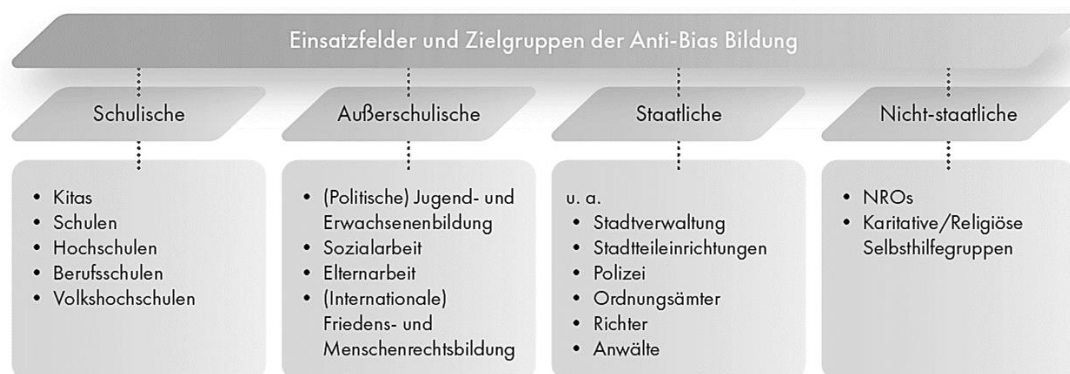 Einsatzfelder und Zielgruppen der Anti-Bias Bildung
Schulische
• Kitas
• Schulen
• Hochschulen
• Berufsschulen
• Volkshochschulen
Außerschulische
• (Politische) Jugend- und
Erwachsenenbildung
• Sozialarbeit
• Elternarbeit
• (Internationale)
Friedens- und
Menschenrechtsbildung
Staatliche
u. a.
• Stadtverwaltung
• Stadtteileinrichtungen
• Polizei
• Ordnungsämter
• Richter
• Anwälte
Nicht-staatliche
• NROs
• Karitative/Religiöse
Selbsthilfegruppen